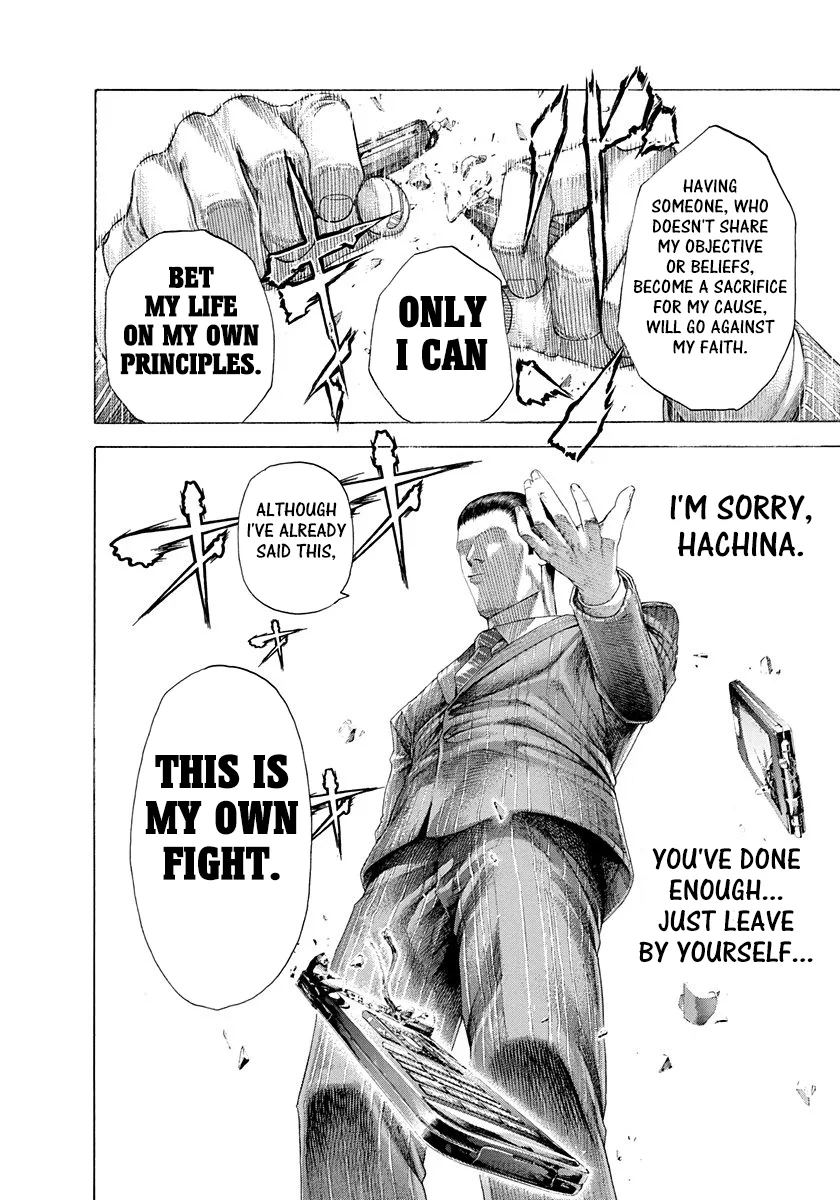 HAVING
SOMEONE, WHO
DOESN'T SHARE
MY OBJECTIVE
OR BELIEFS,
BECOME A SACRIFICE
FOR MY CAUSE,
WILL GO AGAINST
MY FAITH.
ONLY
I CAN
BET
MY LIFE
ON MY OWN
PRINCIPLES.
I'M SORRY,
HACHINA.
ALTHOUGH
I'VE ALREADY
SAID THIS,
THIS IS
MY OWN
FIGHT.
YOU'VE DONE
ENOUGH...
JUST LEAVE
BY YOURSELF...